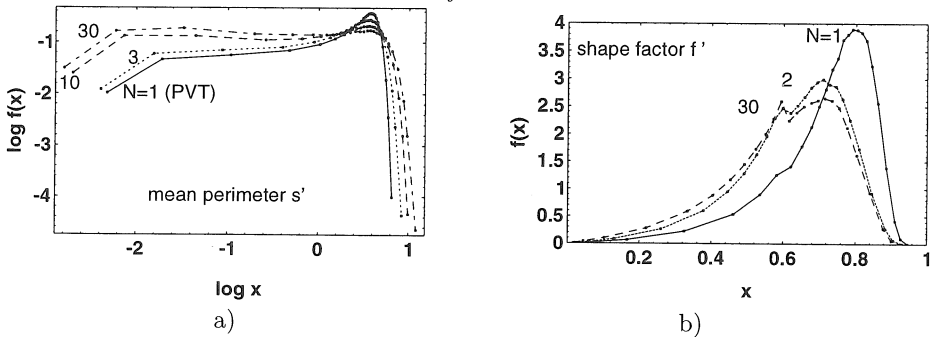 -1
-2
-3
-4
log f(x)
30
10
3
N=1 (PVT)
mean perimeter s'
-2
-1
0
1
log x
a)
4
3.5
3
2.5
2
1.5
1
0.5
0
f(x)
shape factor f '
N=1
2
30
0.2
0.4
0.6
0.8
1
x
b)